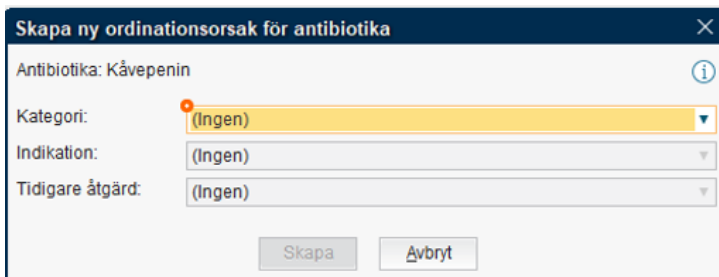 Skapa ny ordinationsorsak för antibiotika
Antibiotika: Kåvepenin
Kategori: (Ingen)
Indikation: (Ingen)
Tidigare åtgärd: (Ingen)
Skapa Avbryt